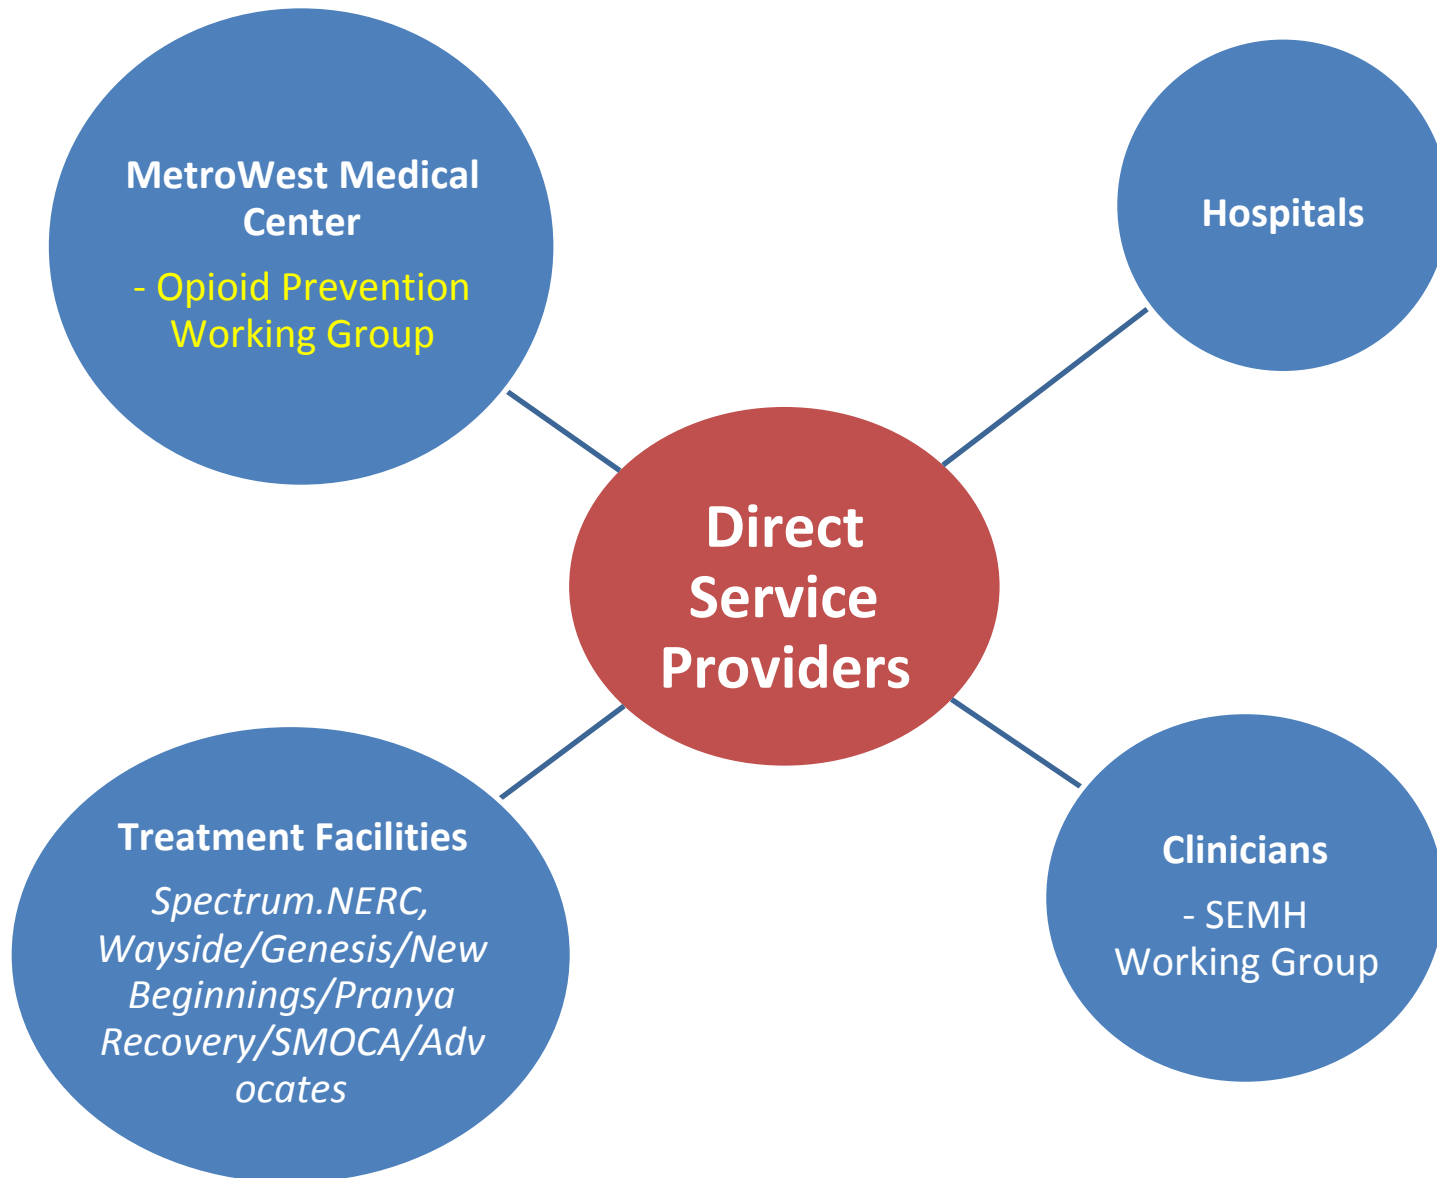 MetroWest Medical
Center
- Opioid Prevention
Working Group
Hospitals
Direct
Service
Providers
Treatment Facilities
Spectrum.NERC,
Wayside/Genesis/New
Beginnings/Pranya
Recovery/SMOCA/Adv
ocates
Clinicians
- SEMH
Working Group